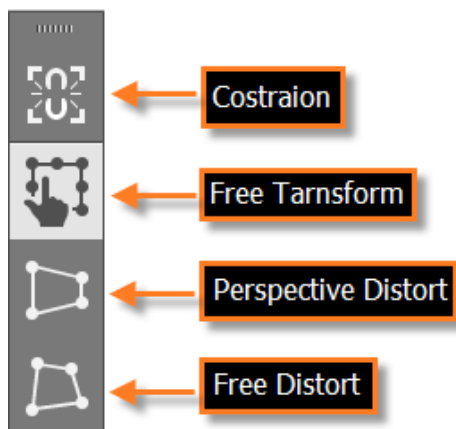 Costraion
Free Tarnsform
Perspective Distort
Free Distort